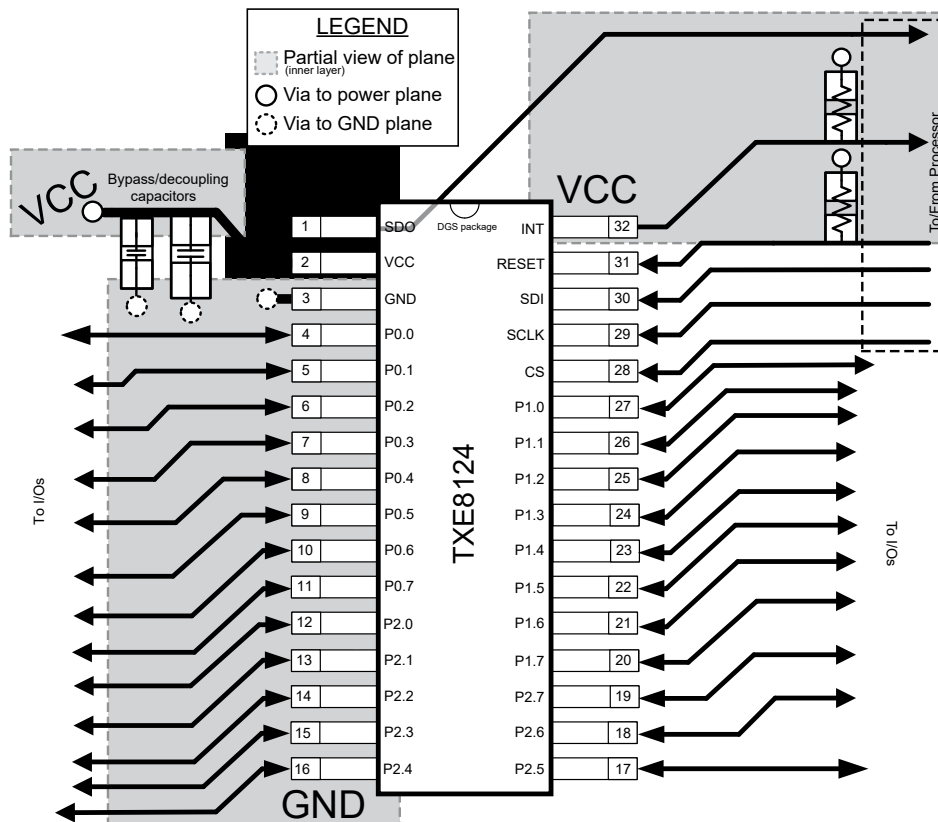 LEGEND
Partial view of plane
(inner layer)
Via to power plane
Via to GND plane
VCC
Bypass/decoupling
capacitors
VCC
To/From Processor
DGS package
TXE8124
1 SDO
2 VCC
3 GND
4 P0.0
5 P0.1
6 P0.2
7 P0.3
8 P0.4
9 P0.5
10 P0.6
11 P0.7
12 P2.0
13 P2.1
14 P2.2
15 P2.3
16 P2.4
INT 32
RESET 31
SDI 30
SCLK 29
CS 28
P1.0 27
P1.1 26
P1.2 25
P1.3 24
P1.4 23
P1.5 22
P1.6 21
P1.7 20
P2.7 19
P2.6 18
P2.5 17
To I/Os
To I/Os
GND